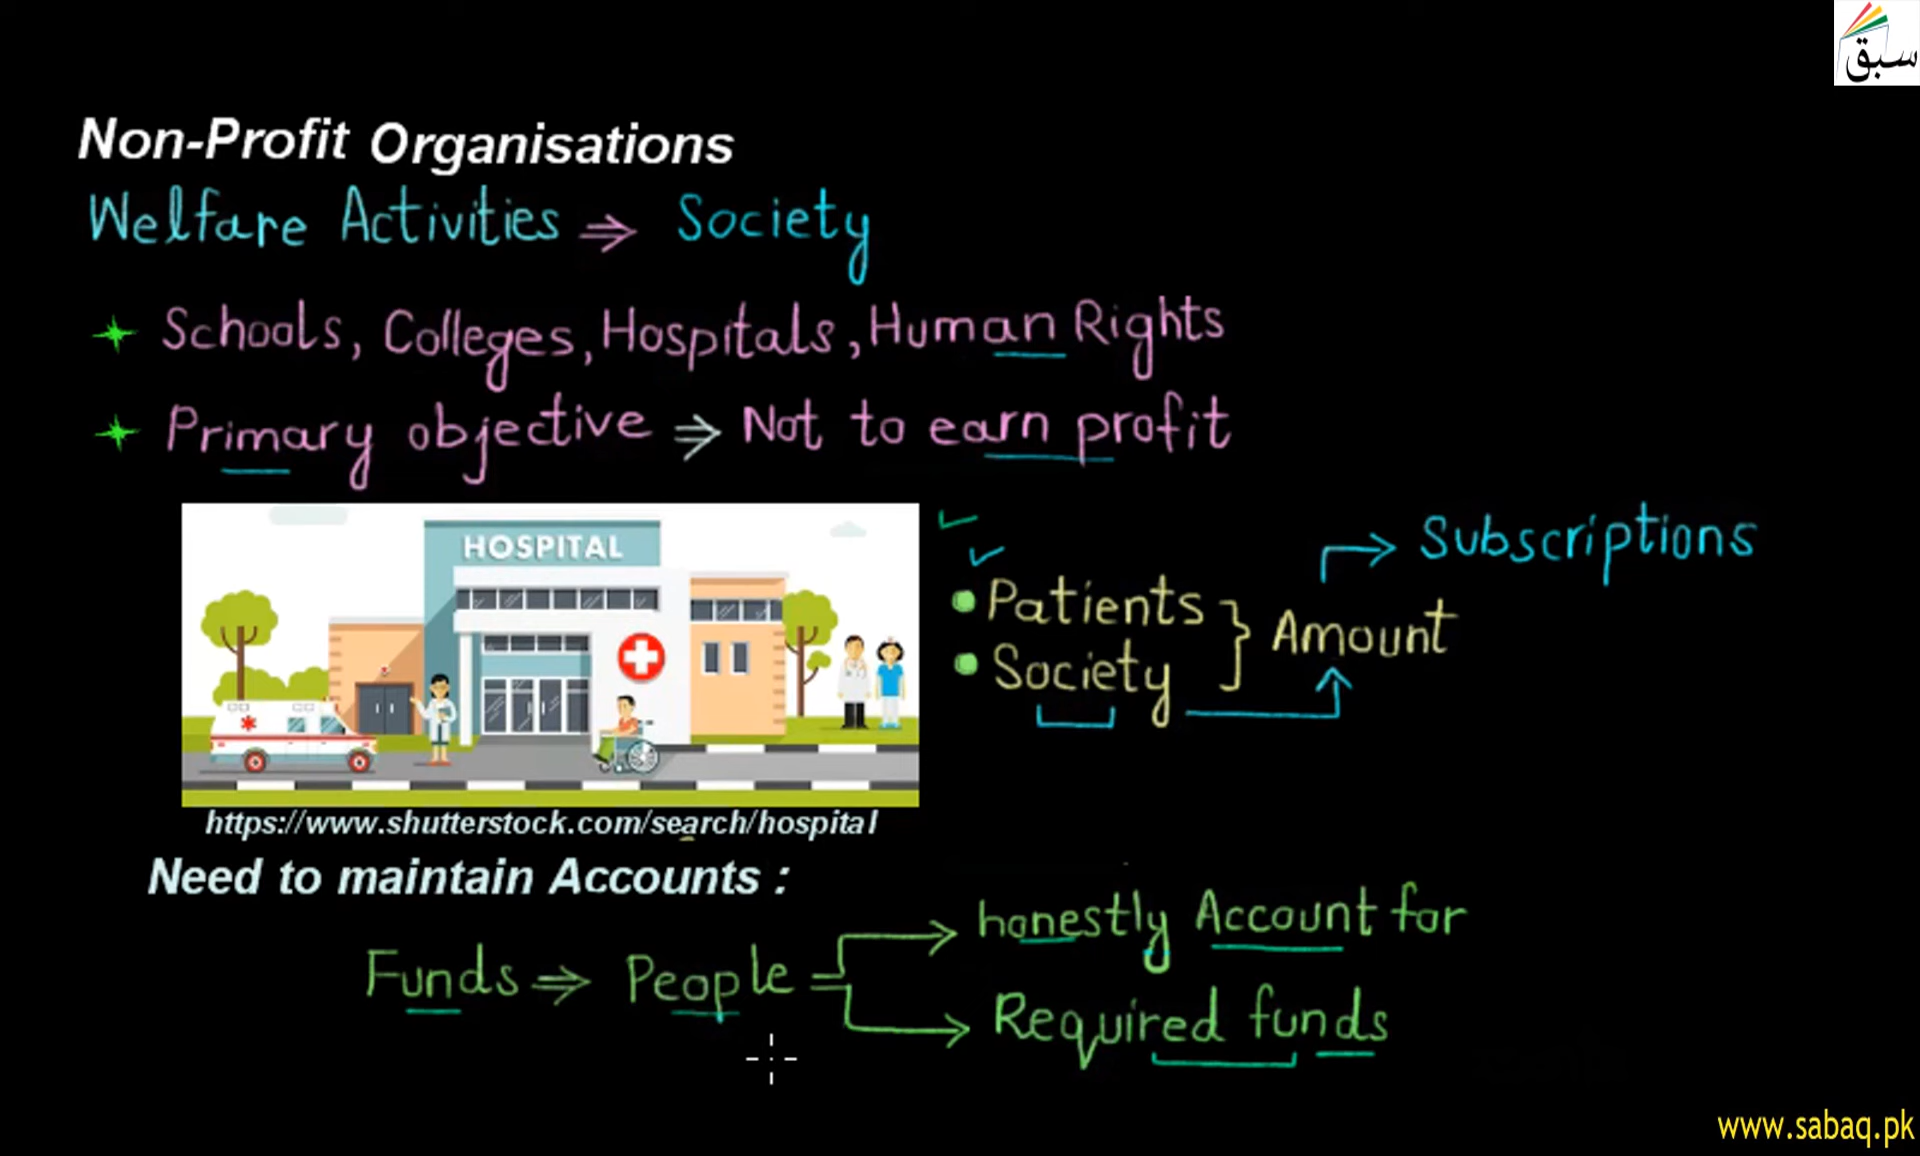 سبق
Non-Profit Organisations
Welfare Activities ⇒ Society
Schools, Colleges, Hospitals, Human Rights
Primary objective ⇒ Not to earn profit
HOSPITAL
Subscriptions
• Patients
• Society
} Amount
https://www.shutterstock.com/search/hospital
Need to maintain Accounts :
Funds ⇒ People
honestly Account for
Required funds
www.sabaq.pk